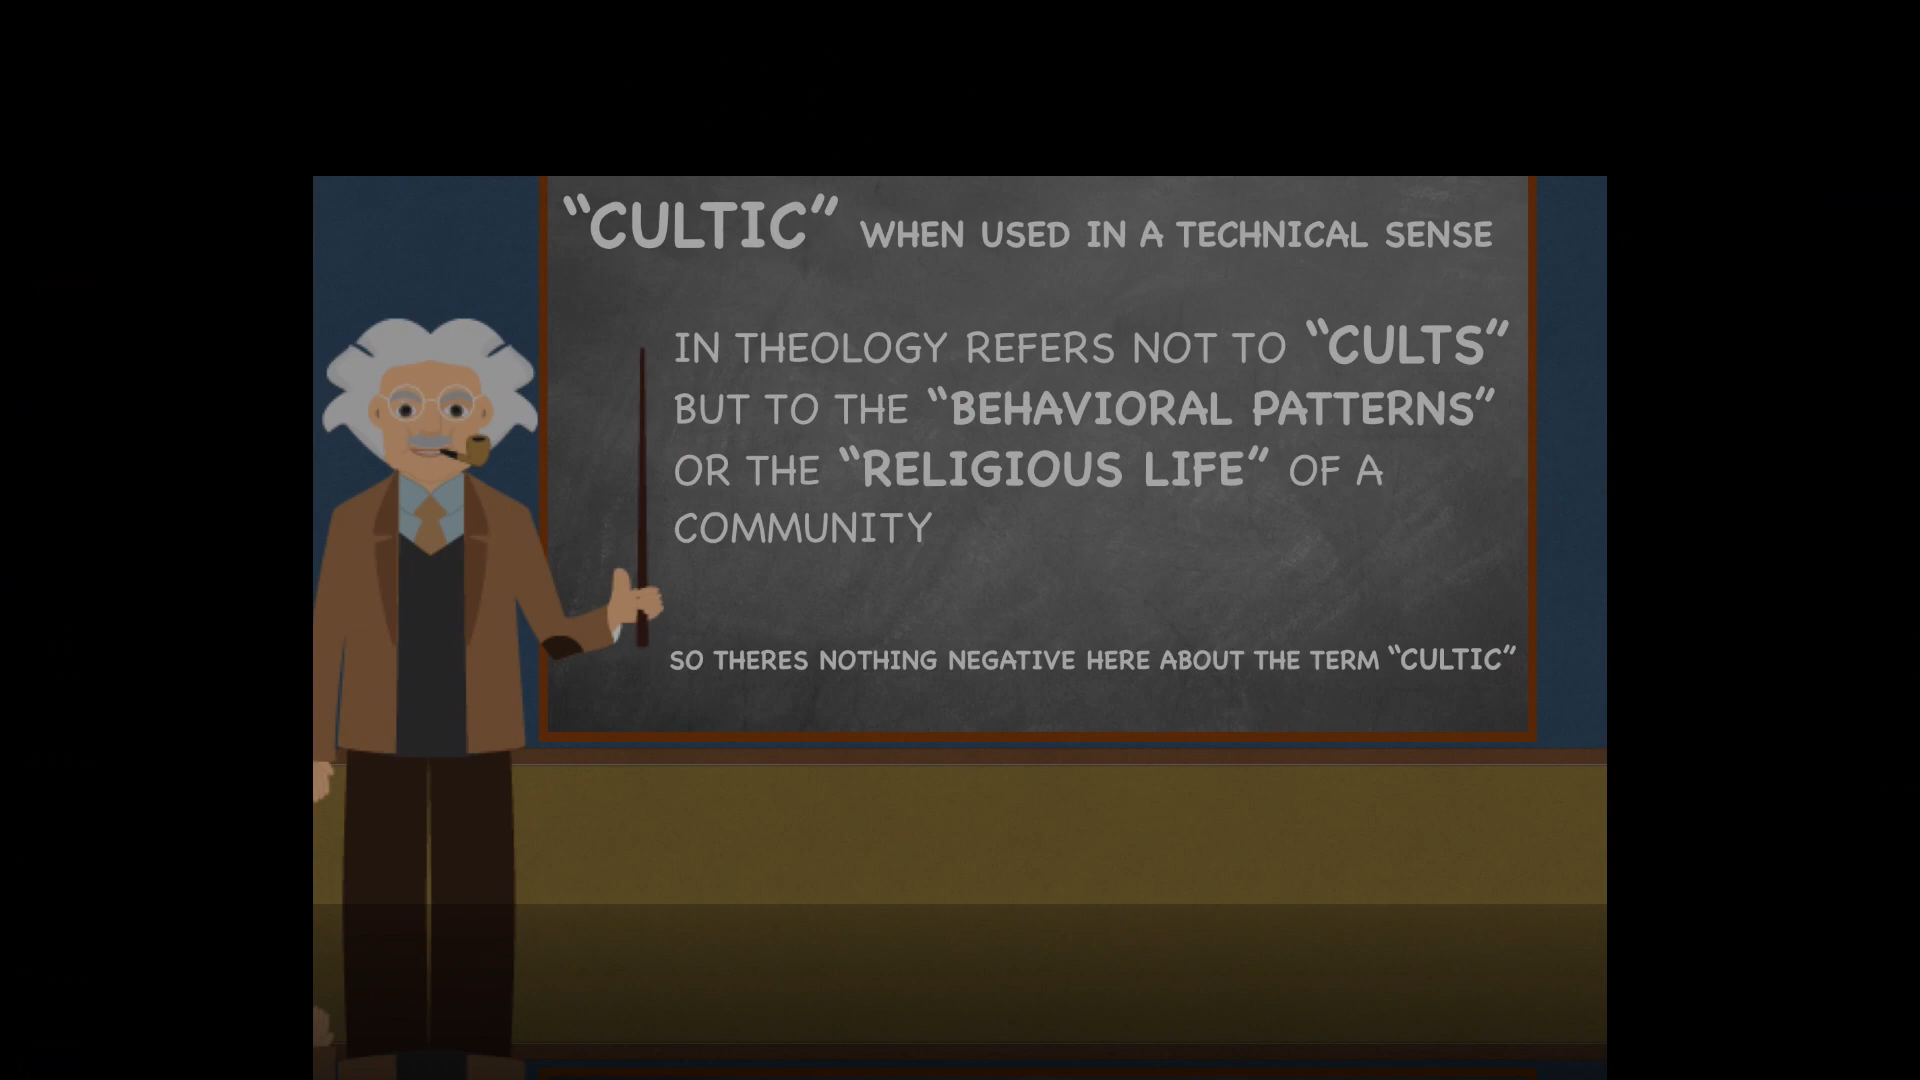 “CULTIC” WHEN USED IN A TECHNICAL SENSE
IN THEOLOGY REFERS NOT TO “CULTS”
BUT TO THE “BEHAVIORAL PATTERNS”
OR THE “RELIGIOUS LIFE” OF A
COMMUNITY
SO THERES NOTHING NEGATIVE HERE ABOUT THE TERM “CULTIC”